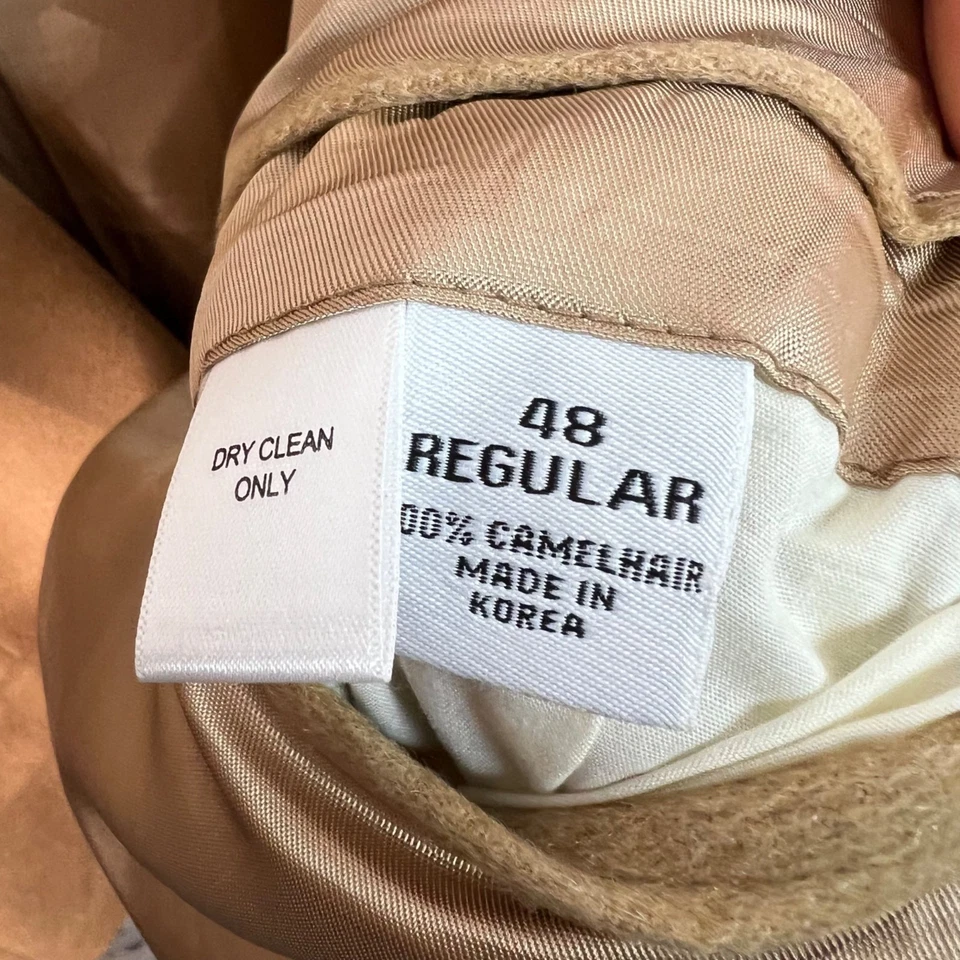 DRY CLEAN
ONLY
48
REGULAR
00% CAMELHAIR
MADE IN
KOREA